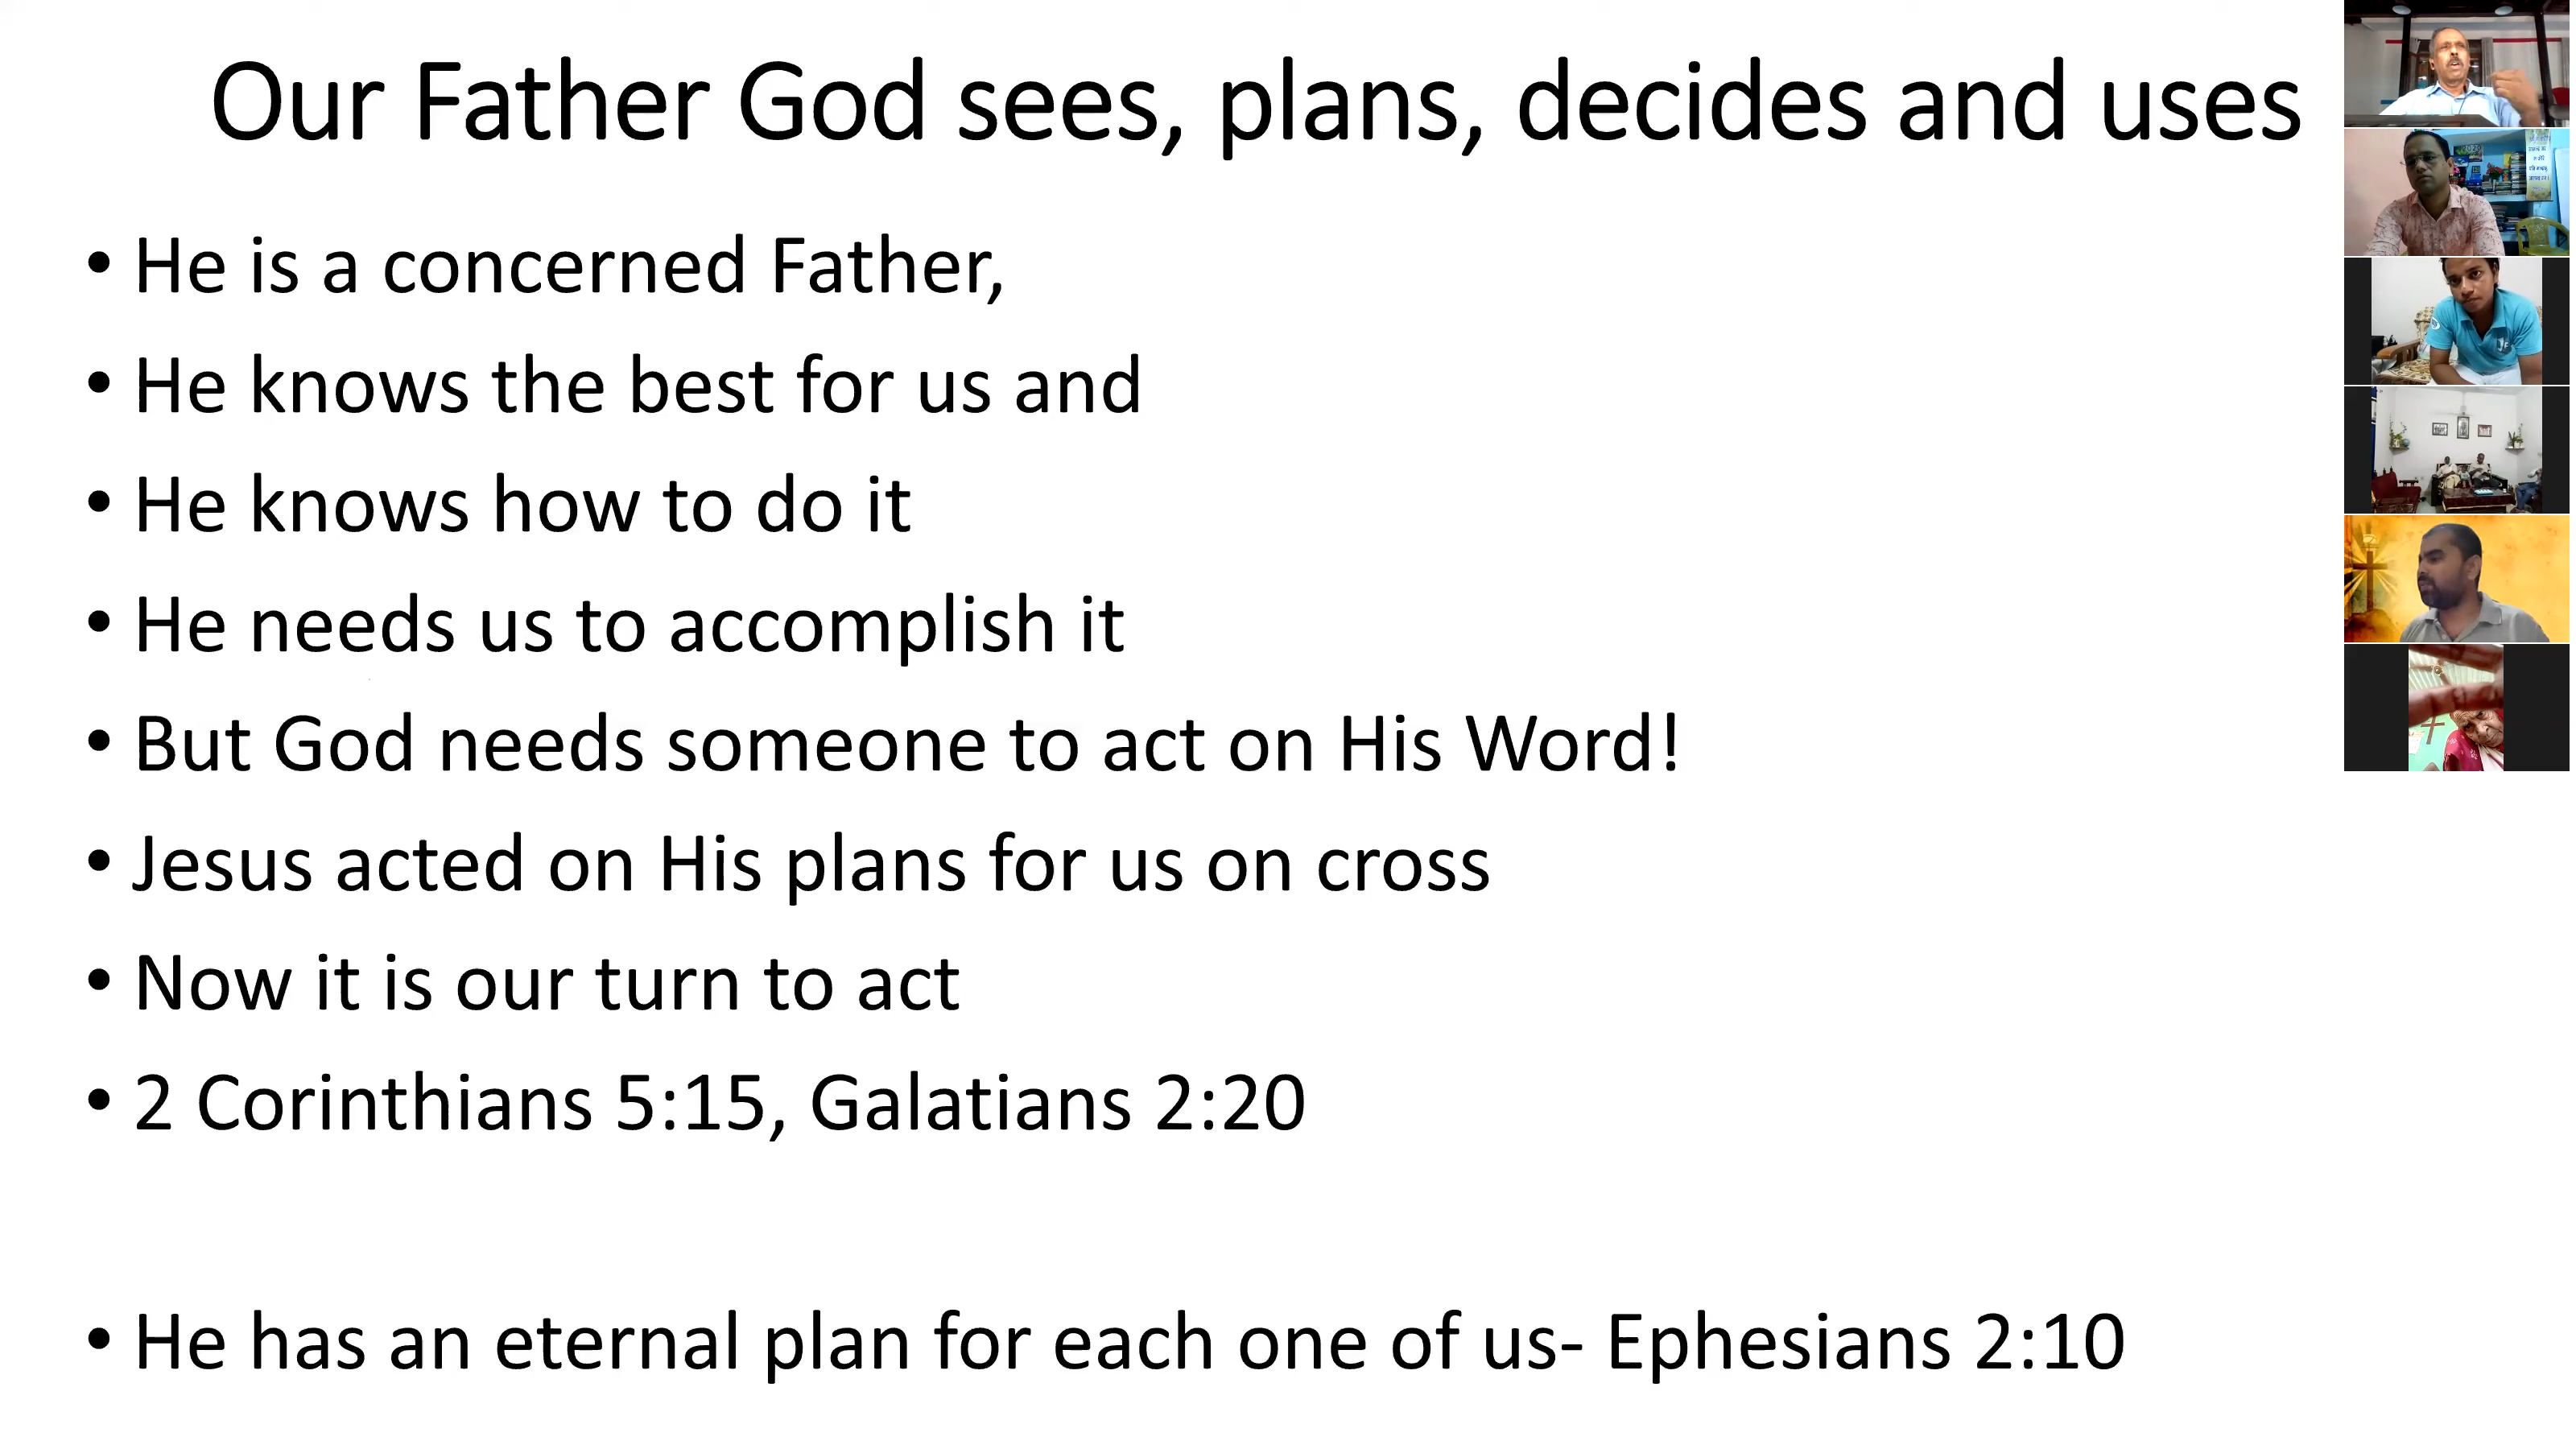 Our Father God sees, plans, decides and uses
• He is a concerned Father,
• He knows the best for us and
• He knows how to do it
• He needs us to accomplish it
• But God needs someone to act on His Word!
• Jesus acted on His plans for us on cross
• Now it is our turn to act
• 2 Corinthians 5:15, Galatians 2:20
• He has an eternal plan for each one of us- Ephesians 2:10